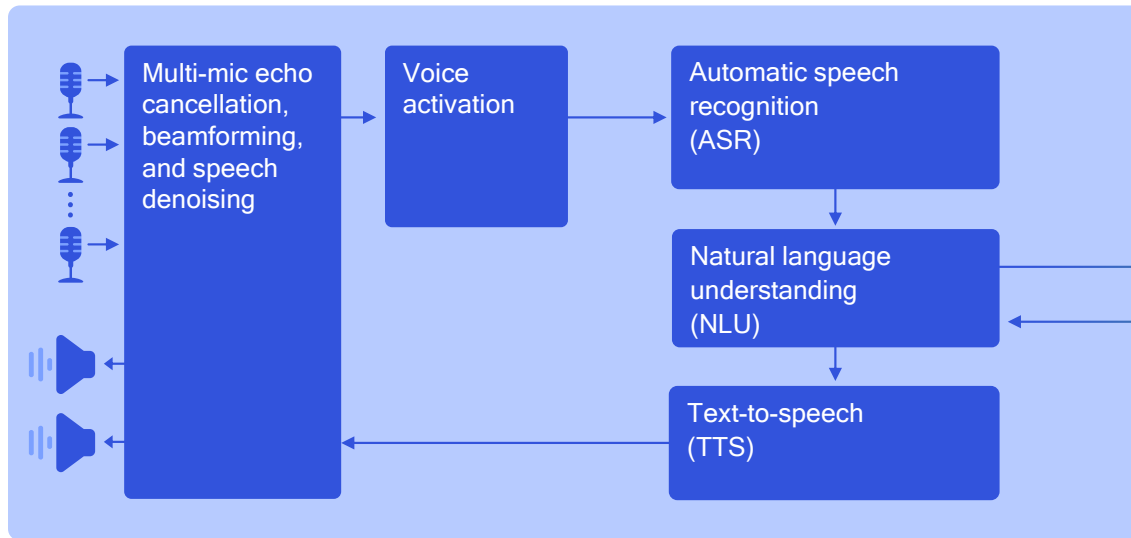 Multi-mic echo
cancellation,
beamforming,
and speech
denoising
Voice
activation
Automatic speech
recognition
(ASR)
Natural language
understanding
(NLU)
Text-to-speech
(TTS)